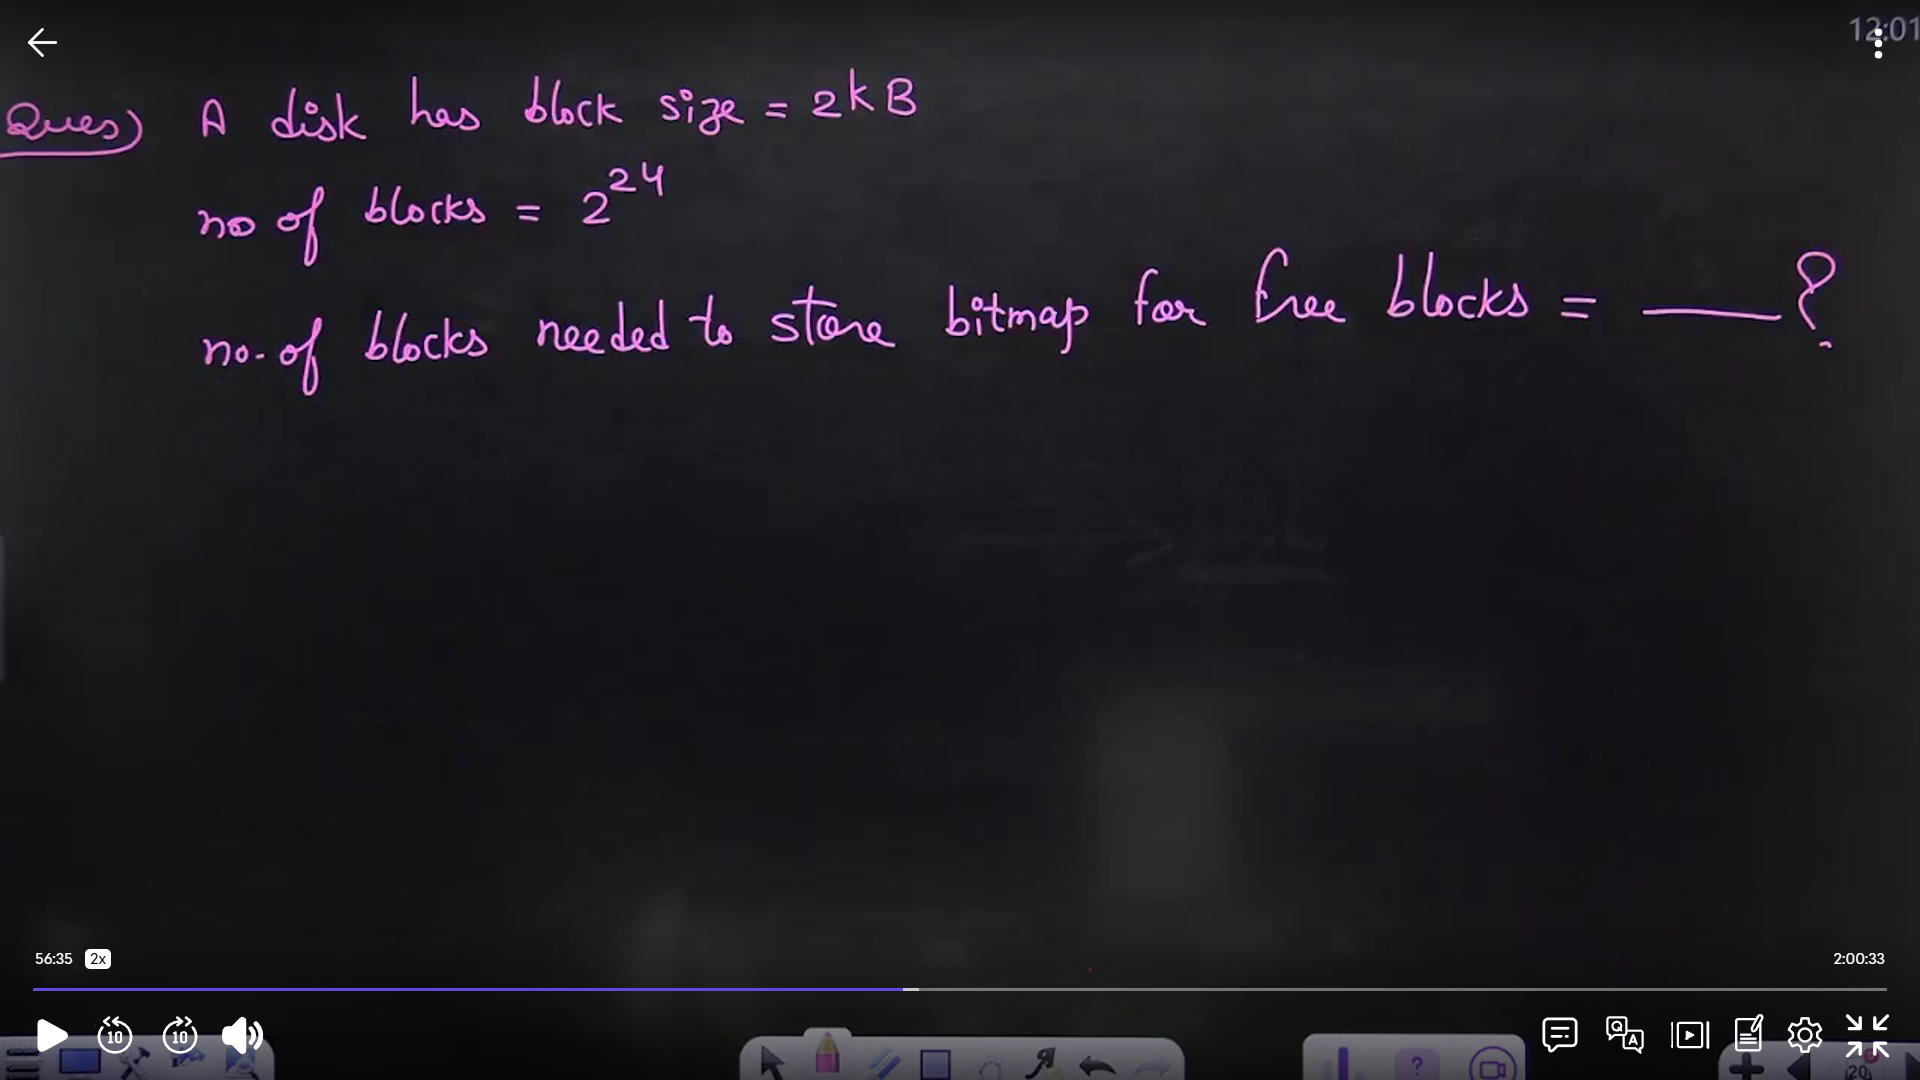 12:01
Ques) A disk has block size = 2kB
no of blocks = 2^24
no. of blocks needed to store bitmap for free blocks = ___?
56:35 2x
2:00:33
10 10
Q A
? 20